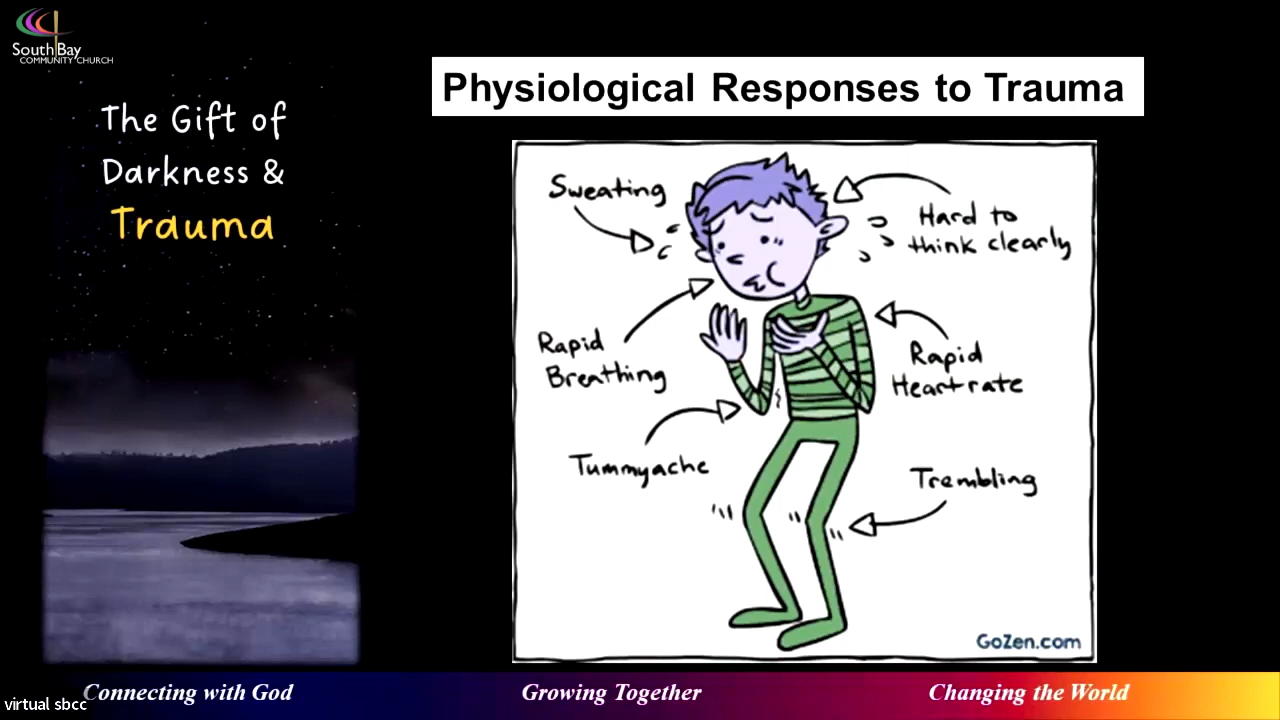 South Bay
COMMUNITY CHURCH
The Gift of
Darkness &
Trauma
Physiological Responses to Trauma
Sweating
Hard to
think clearly
Rapid
Breathing
Rapid
Heartrate
Tummyache
Trembling
GoZen.com
Connecting with God
Growing Together
Changing the World
virtual sbcc